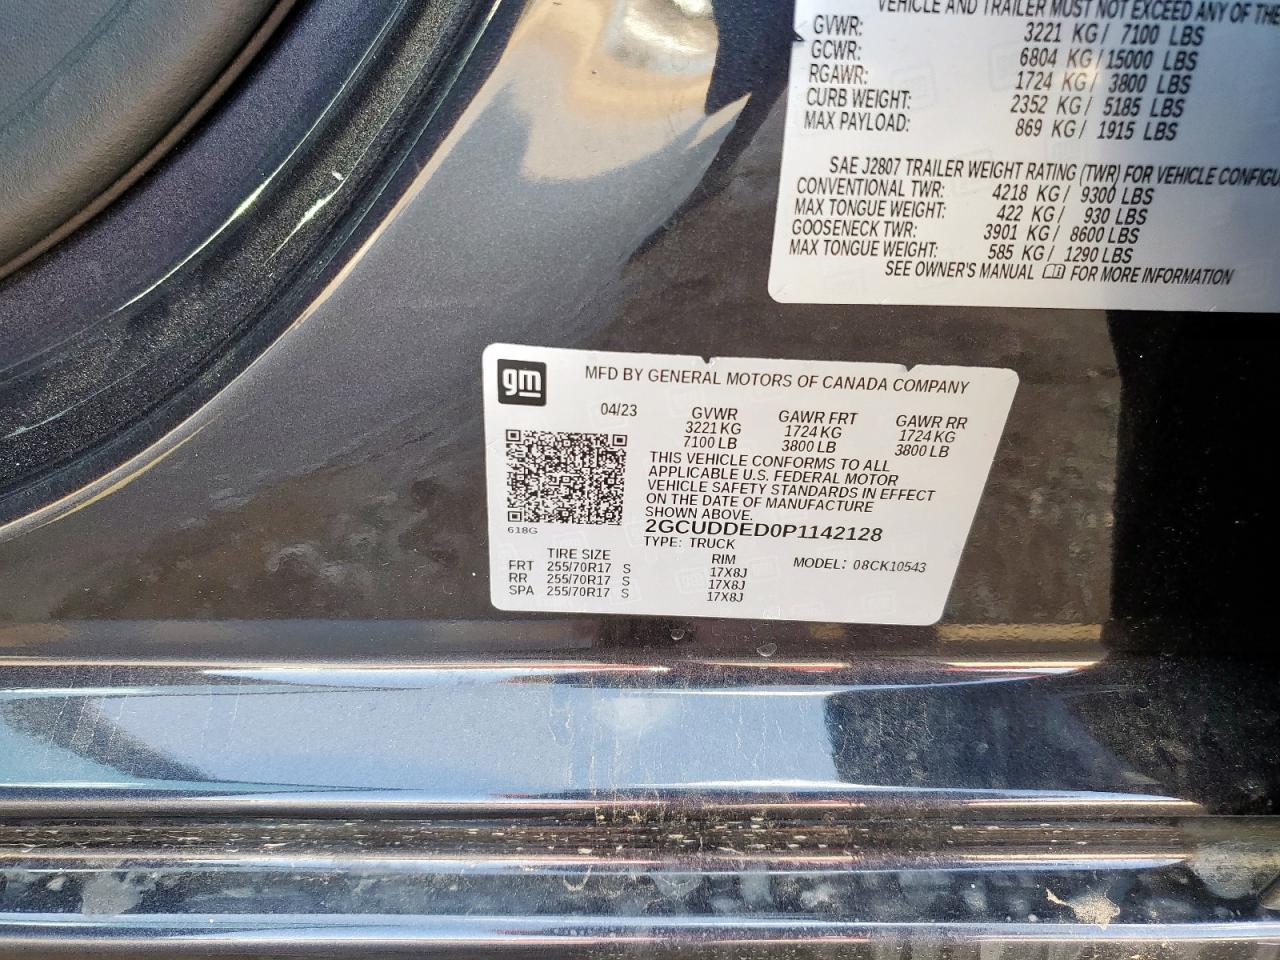 VEHICLE AND TRAILER MUST NOT EXCEED ANY OF THE
GVWR: 3221 KG/ 7100 LBS
GCWR: 6804 KG/15000 LBS
RGAWR: 1724 KG/ 3800 LBS
CURB WEIGHT: 2352 KG/ 5185 LBS
MAX PAYLOAD: 869 KG/ 1915 LBS
SAE J2807 TRAILER WEIGHT RATING (TWR) FOR VEHICLE CONFIGU
CONVENTIONAL TWR: 4218 KG/ 9300 LBS
MAX TONGUE WEIGHT: 422 KG/ 930 LBS
GOOSENECK TWR: 3901 KG/ 8600 LBS
MAX TONGUE WEIGHT: 585 KG/ 1290 LBS
SEE OWNER'S MANUAL FOR MORE INFORMATION
gm MFD BY GENERAL MOTORS OF CANADA COMPANY
04/23 GVWR GAWR FRT GAWR RR
3221 KG 1724 KG 1724 KG
7100 LB 3800 LB 3800 LB
THIS VEHICLE CONFORMS TO ALL
APPLICABLE U.S. FEDERAL MOTOR
VEHICLE SAFETY STANDARDS IN EFFECT
ON THE DATE OF MANUFACTURE
SHOWN ABOVE.
618G 2GCUDDED0P1142128
TYPE: TRUCK
TIRE SIZE RIM MODEL: 08CK10543
FRT 255/70R17 S 17X8J
RR 255/70R17 S 17X8J
SPA 255/70R17 S 17X8J